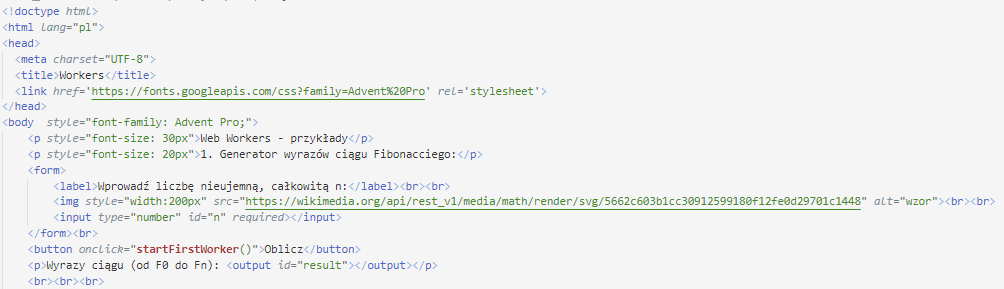 <!doctype html>
<html lang="pl">
<head>
<meta charset="UTF-8">
<title>Workers</title>
<link href='https://fonts.googleapis.com/css?family=Advent%20Pro' rel='stylesheet'>
</head>
<body  style="font-family: Advent Pro;">
<p style="font-size: 30px">Web Workers - przykłady</p>
<p style="font-size: 20px">1. Generator wyrazów ciągu Fibonacciego:</p>
<form>
<label>Wprowadź liczbę nieujemną, całkowitą n:</label><br><br>
<img style="width:200px" src="https://wikimedia.org/api/rest_v1/media/math/render/svg/5662c603b1cc30912599180f12fe0d29701c1448" alt="wzor"><br><br>
<input type="number" id="n" required></input>
</form><br>
<button onclick="startFirstWorker()">Oblicz</button>
<p>Wyrazy ciągu (od F0 do Fn): <output id="result"></output></p>
<br><br><br>